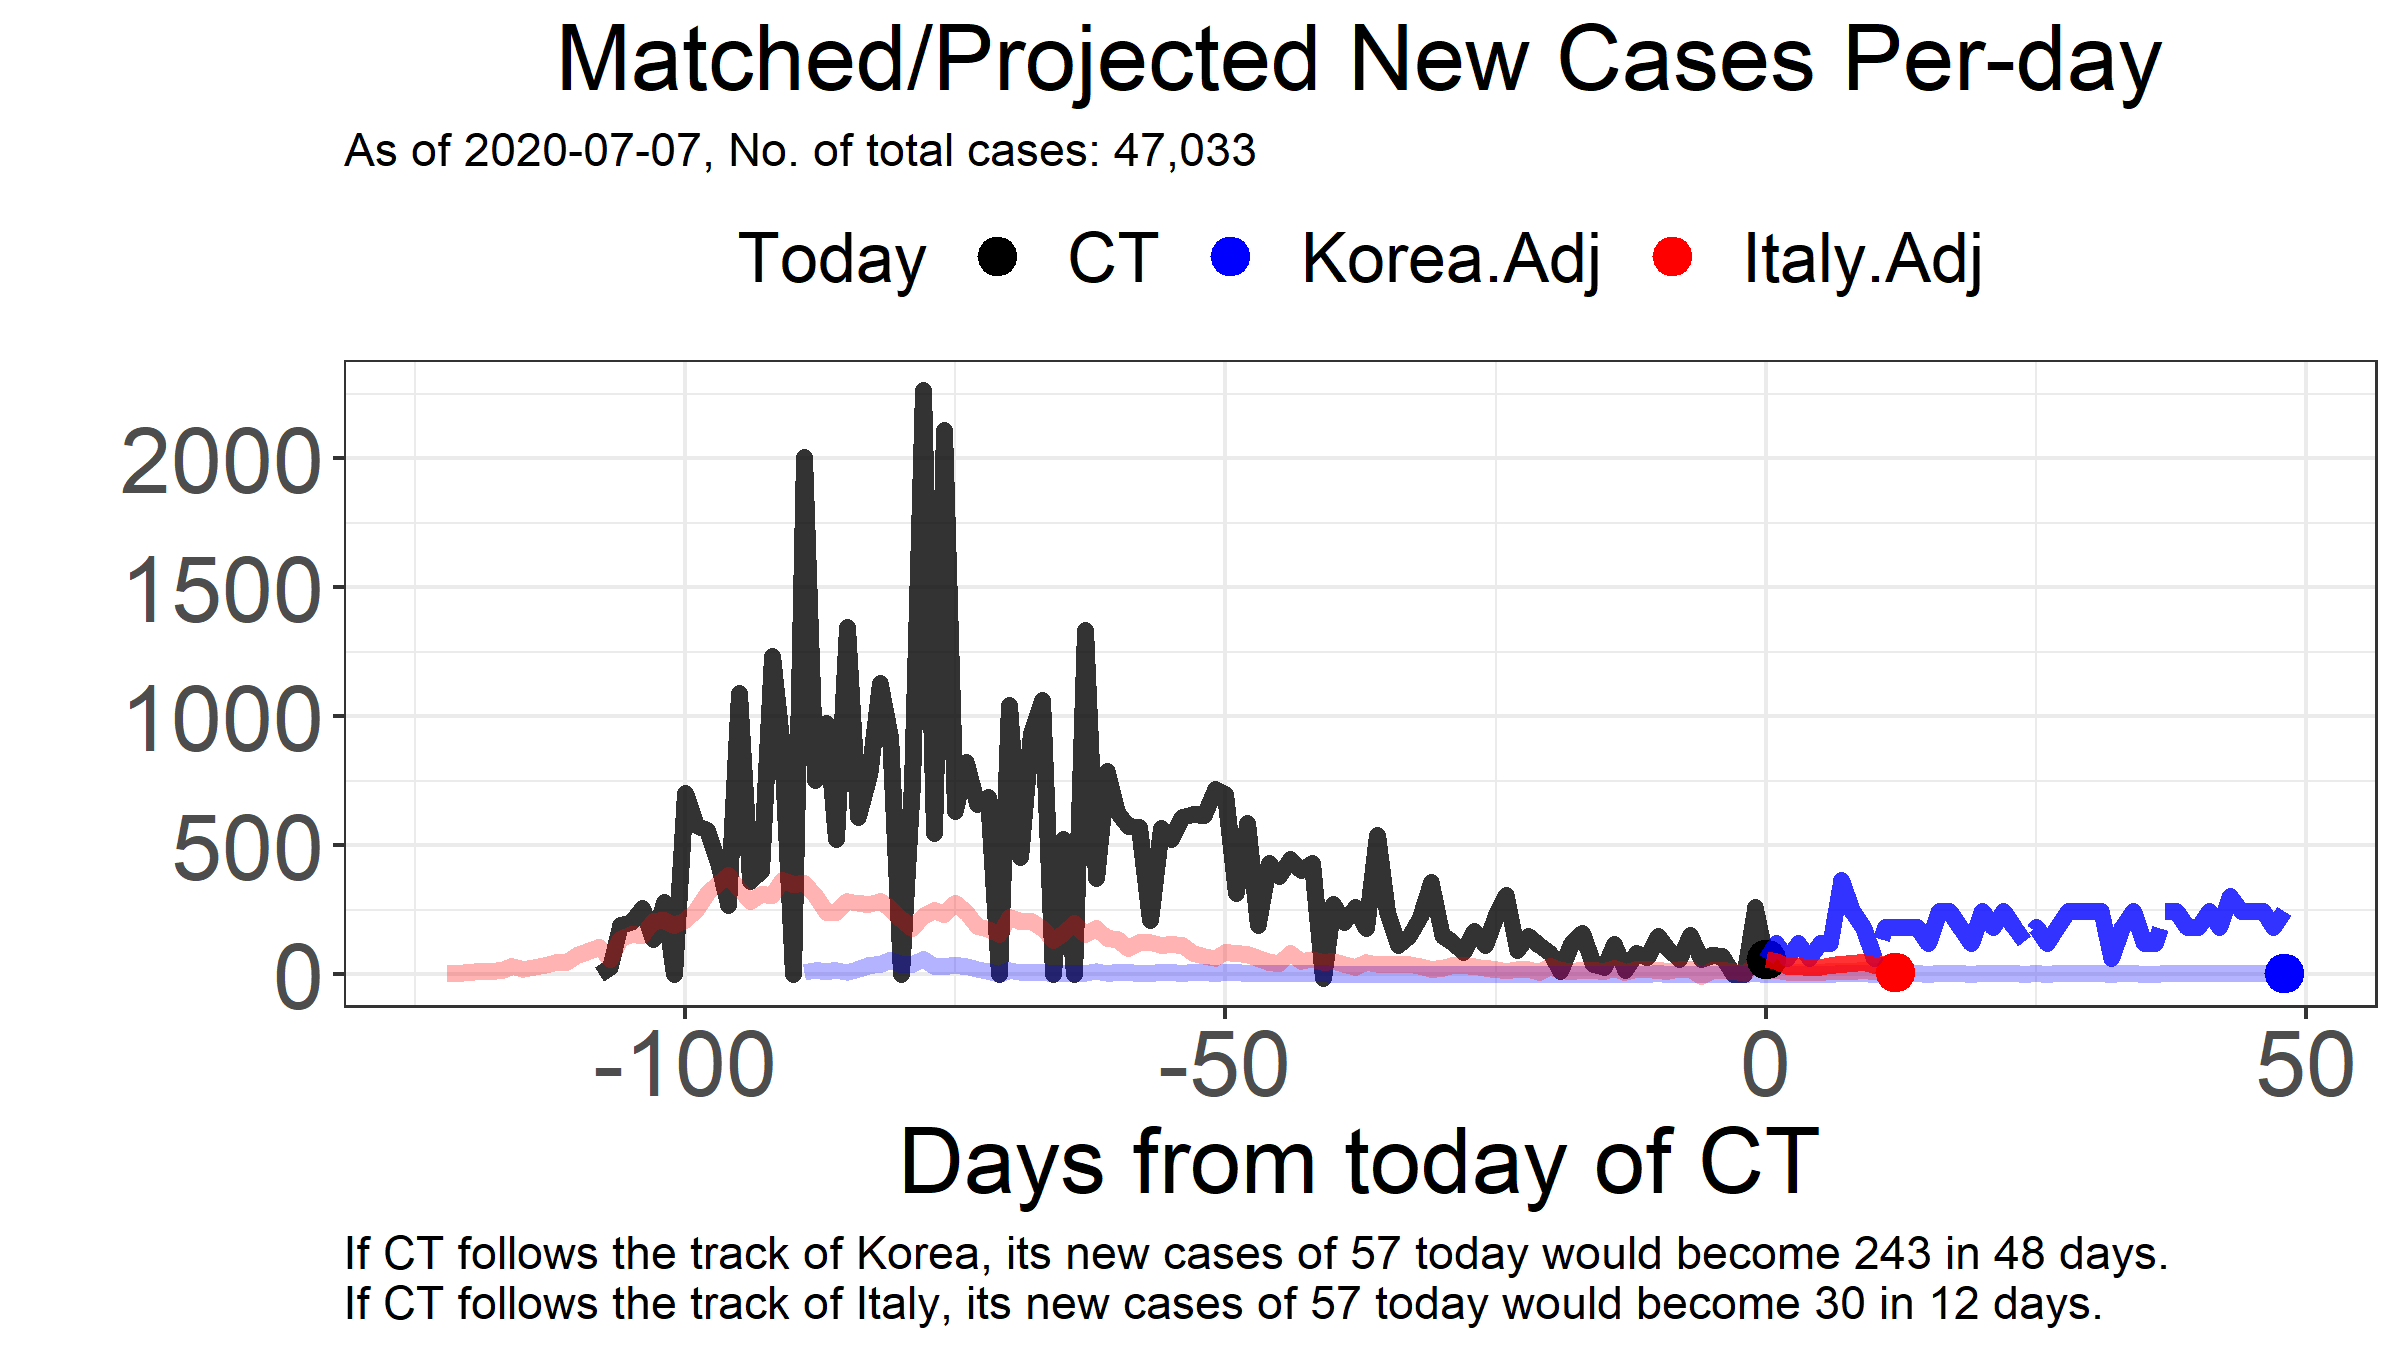 Matched/Projected New Cases Per-day
As of 2020-07-07, No. of total cases: 47,033
Today CT Korea.Adj Italy.Adj
2000
1500
1000
500
0
-100 -50 0 50
Days from today of CT
If CT follows the track of Korea, its new cases of 57 today would become 243 in 48 days.
If CT follows the track of Italy, its new cases of 57 today would become 30 in 12 days.